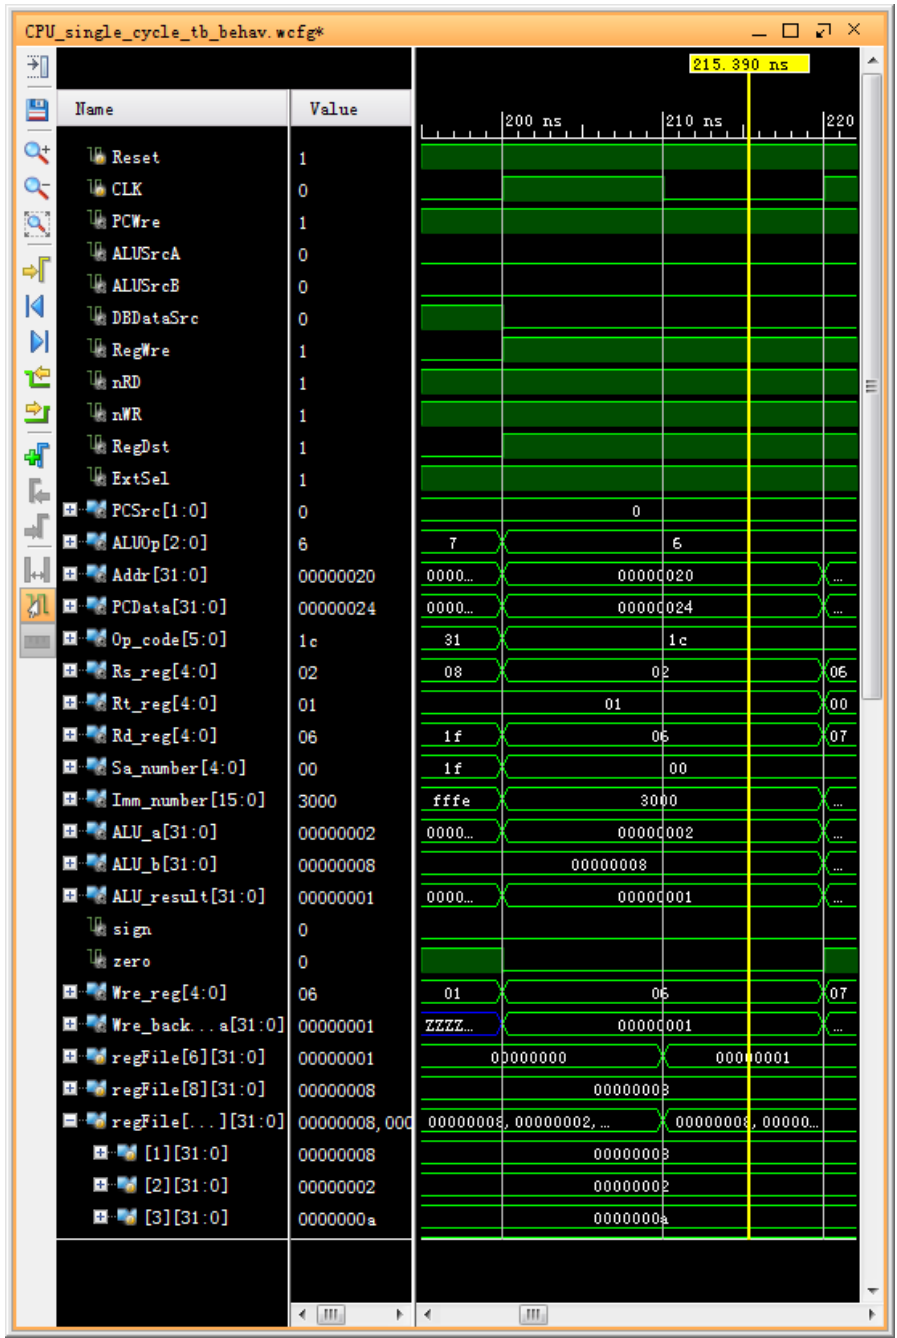 CPU_single_cycle_tb_behav.wcfg*
215.390 ns
Name Value
200 ns 210 ns 220
Reset 1
CLK 0
PCWre 1
ALUSrcA 0
ALUSrcB 0
DBDataSrc 0
RegWre 1
nRD 1
nWR 1
RegDst 1
ExtSel 1
PCSrc[1:0] 0 0
ALUOp[2:0] 6 7 6
Addr[31:0] 00000020 0000... 00000020 ...
PCData[31:0] 00000024 0000... 00000024 ...
Op_code[5:0] 1c 31 1c
Rs_reg[4:0] 02 08 02 06
Rt_reg[4:0] 01 01 00
Rd_reg[4:0] 06 1f 06 07
Sa_number[4:0] 00 1f 00
Imm_number[15:0] 3000 fffe 3000 ...
ALU_a[31:0] 00000002 0000... 00000002 ...
ALU_b[31:0] 00000008 00000008 ...
ALU_result[31:0] 00000001 0000... 00000001 ...
sign 0
zero 0
Wre_reg[4:0] 06 01 06 07
Wre_back...a[31:0] 00000001 ZZZZ... 00000001 ...
regFile[6][31:0] 00000001 00000000 00000001
regFile[8][31:0] 00000008 00000008
regFile[...][31:0] 00000008,000 00000008,00000002,... 00000008,00000...
[1][31:0] 00000008 00000008
[2][31:0] 00000002 00000002
[3][31:0] 0000000a 0000000a